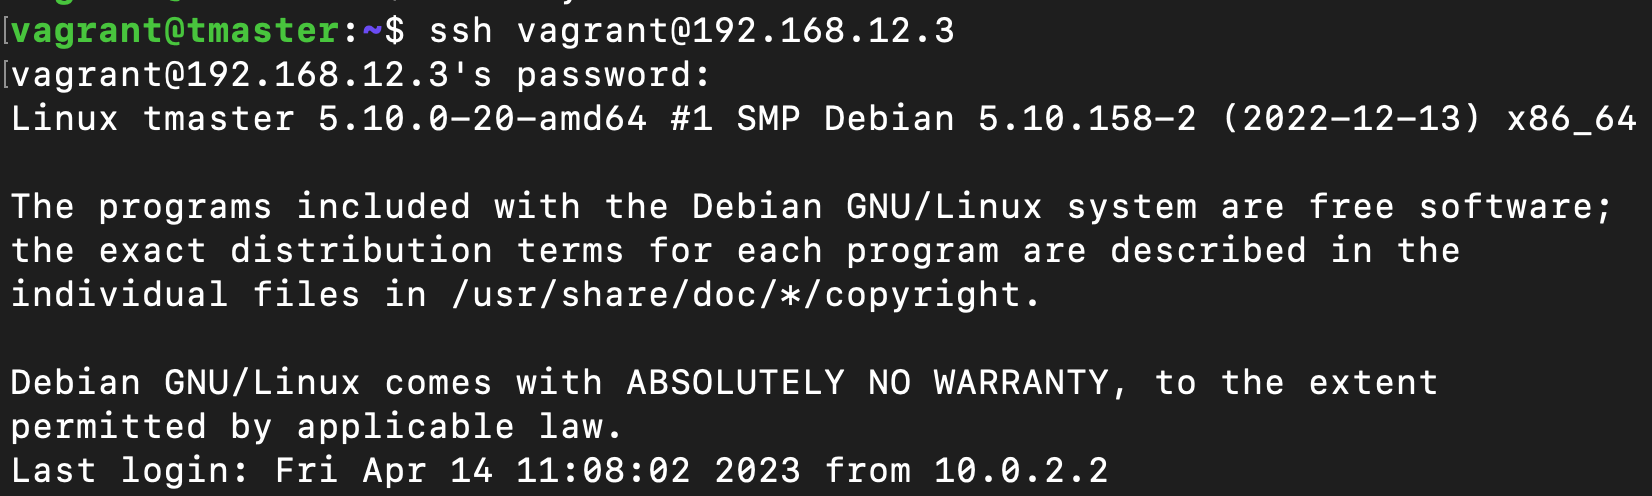 [vagrant@tmaster:~$ ssh vagrant@192.168.12.3
[vagrant@192.168.12.3's password:
Linux tmaster 5.10.0-20-amd64 #1 SMP Debian 5.10.158-2 (2022-12-13) x86_64
The programs included with the Debian GNU/Linux system are free software;
the exact distribution terms for each program are described in the
individual files in /usr/share/doc/*/copyright.
Debian GNU/Linux comes with ABSOLUTELY NO WARRANTY, to the extent
permitted by applicable law.
Last login: Fri Apr 14 11:08:02 2023 from 10.0.2.2